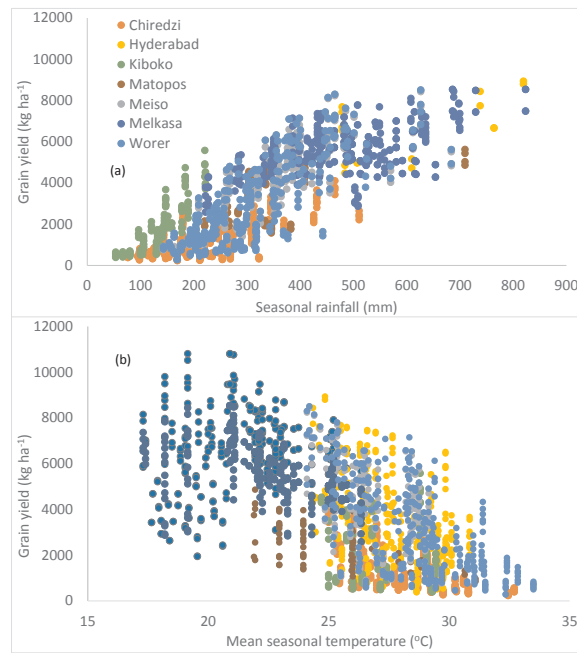 12000
10000
8000
6000
4000
2000
0
Grain yield (kg ha⁻¹)
Chiredzi
Hyderabad
Kiboko
Matopos
Meiso
Melkasa
Worer
(a)
0 100 200 300 400 500 600 700 800 900
Seasonal rainfall (mm)
12000
10000
8000
6000
4000
2000
0
Grain yield (kg ha⁻¹)
(b)
15 20 25 30 35
Mean seasonal temperature (°C)